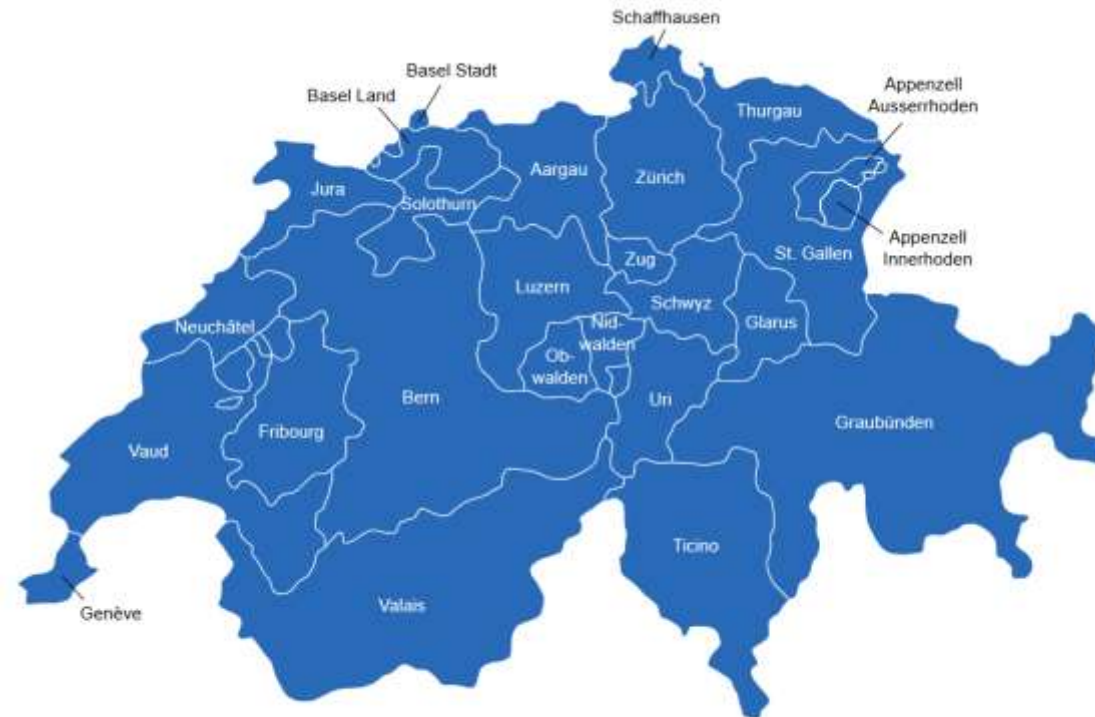 Schaffhausen
Basel Stadt
Basel Land
Appenzell
Ausserrhoden
Thurgau
Aargau
Zürich
Jura
Solothurn
Appenzell
Innerhoden
St. Gallen
Zug
Luzern
Schwyz
Glarus
Neuchâtel
Nid-
walden
Ob-
walden
Bern
Uri
Graubünden
Fribourg
Vaud
Ticino
Valais
Genève